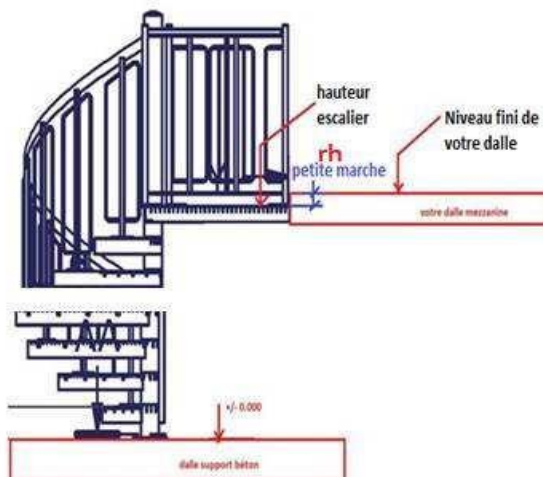 hauteur
escalier
rh
petite marche
Niveau fini de
votre dalle
votre dalle mezzanine
+/- 0.000
dalle support béton